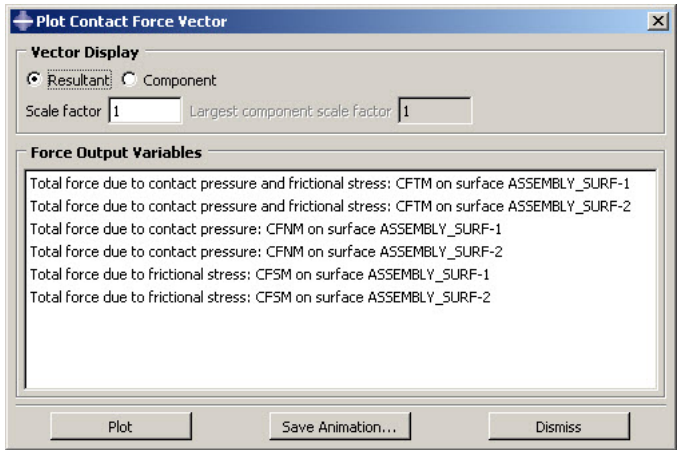 Plot Contact Force Vector
Vector Display
Resultant Component
Scale factor 1 Largest component scale factor 1
Force Output Variables
Total force due to contact pressure and frictional stress: CFTM on surface ASSEMBLY_SURF-1
Total force due to contact pressure and frictional stress: CFTM on surface ASSEMBLY_SURF-2
Total force due to contact pressure: CFNM on surface ASSEMBLY_SURF-1
Total force due to contact pressure: CFNM on surface ASSEMBLY_SURF-2
Total force due to frictional stress: CFSM on surface ASSEMBLY_SURF-1
Total force due to frictional stress: CFSM on surface ASSEMBLY_SURF-2
Plot Save Animation... Dismiss